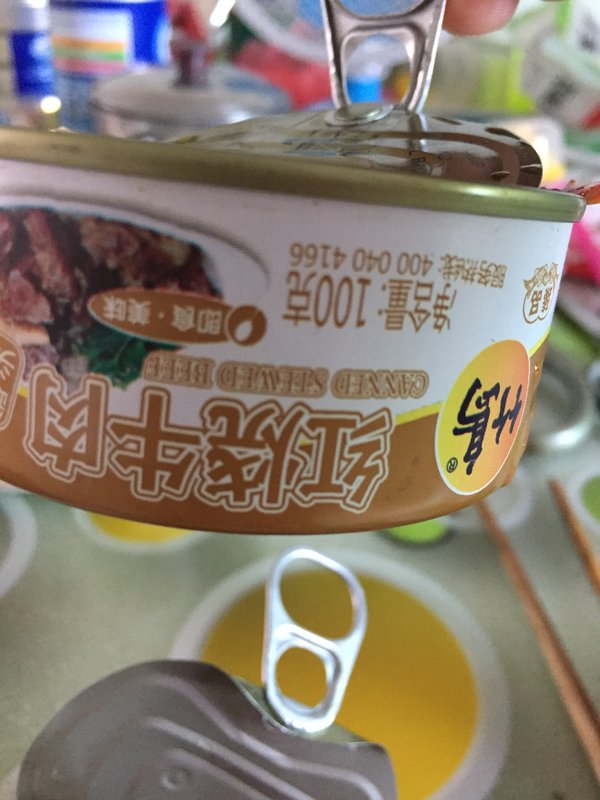 竹岛®
红烧牛肉
CANNED STEWED BEEF
即食·美味
净含量: 100克
服务热线: 400 040 4166